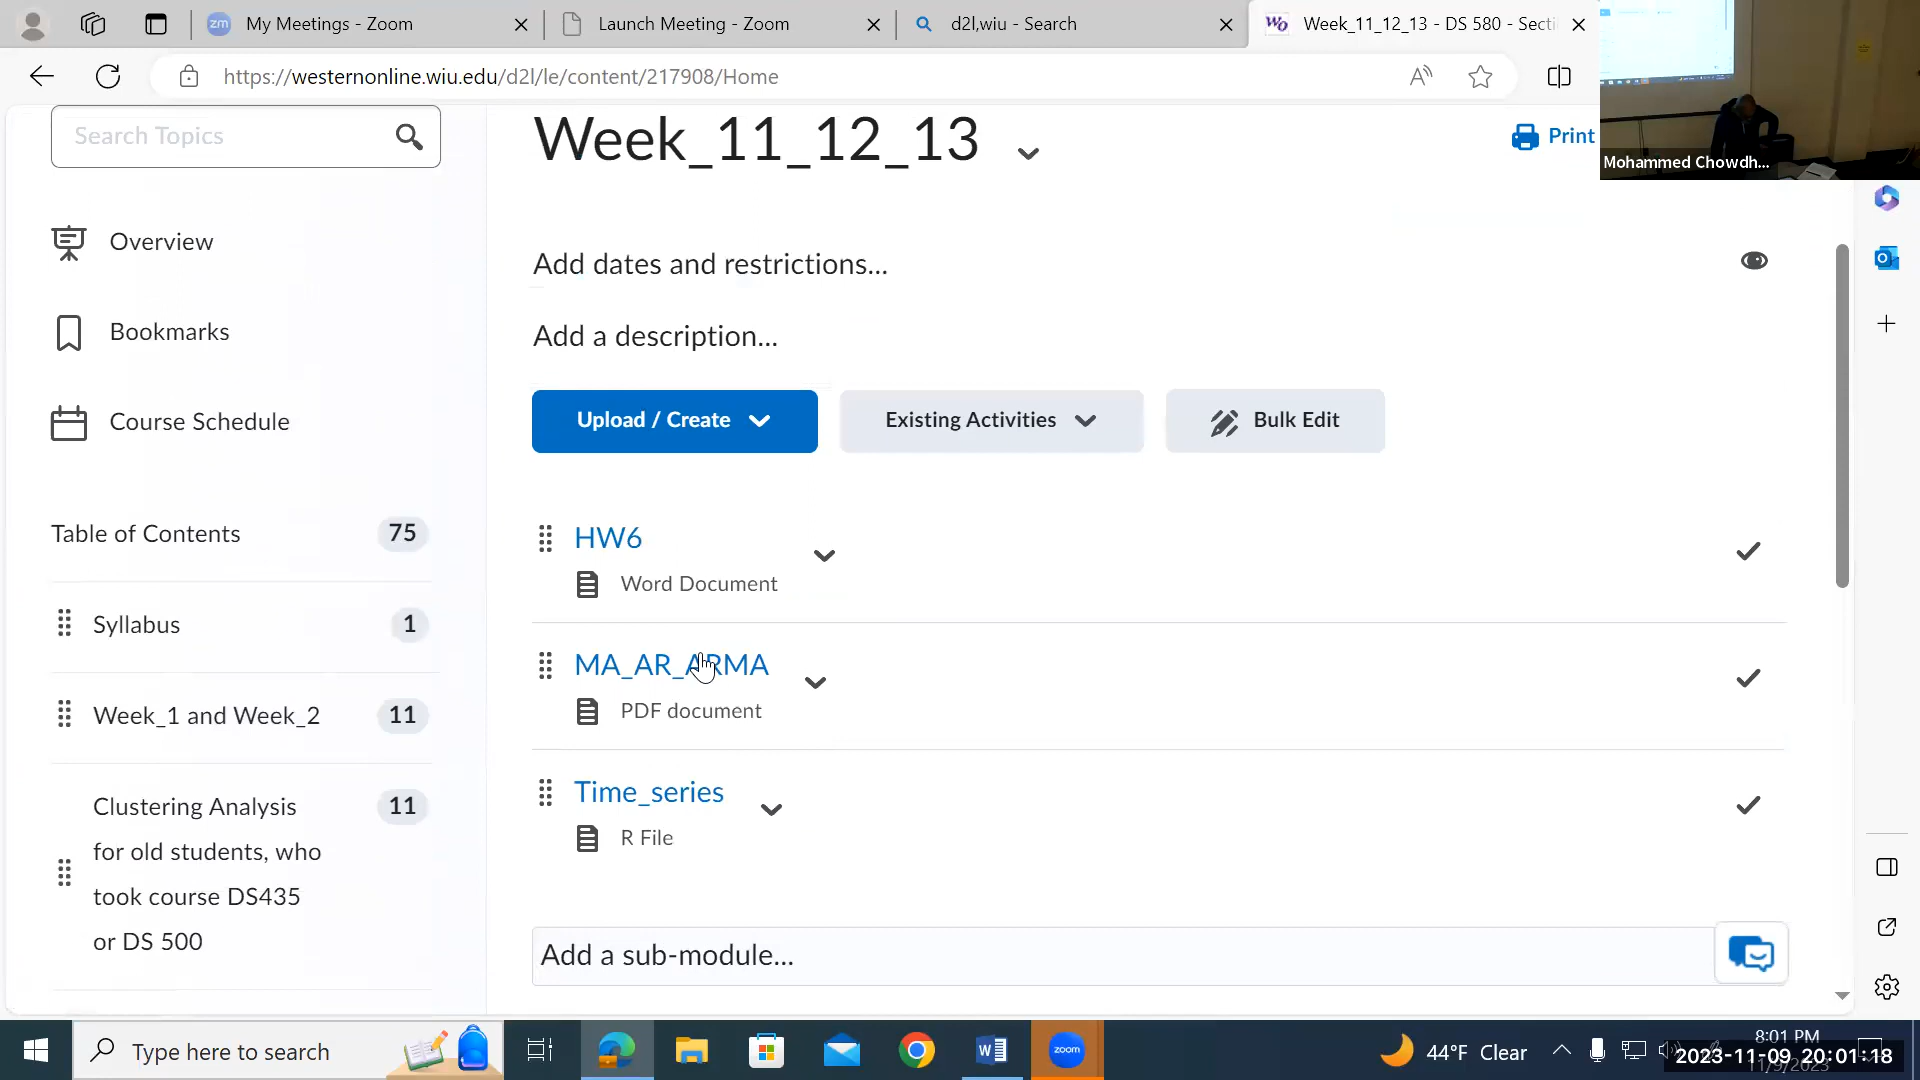 My Meetings - Zoom
Launch Meeting - Zoom
d2l,wiu - Search
Week_11_12_13 - DS 580 - Secti
https://westernonline.wiu.edu/d2l/le/content/217908/Home
Mohammed Chowdh...
Search Topics
Week_11_12_13
Print
Overview
Bookmarks
Course Schedule
Table of Contents 75
Syllabus 1
Week_1 and Week_2 11
Clustering Analysis 11
for old students, who
took course DS435
or DS 500
Add dates and restrictions...
Add a description...
Upload / Create
Existing Activities
Bulk Edit
HW6
Word Document
MA_AR_ARMA
PDF document
Time_series
R File
Add a sub-module...
Type here to search
zoom
44°F Clear
8:01 PM
11/9/2023
2023-11-09 20:01:18